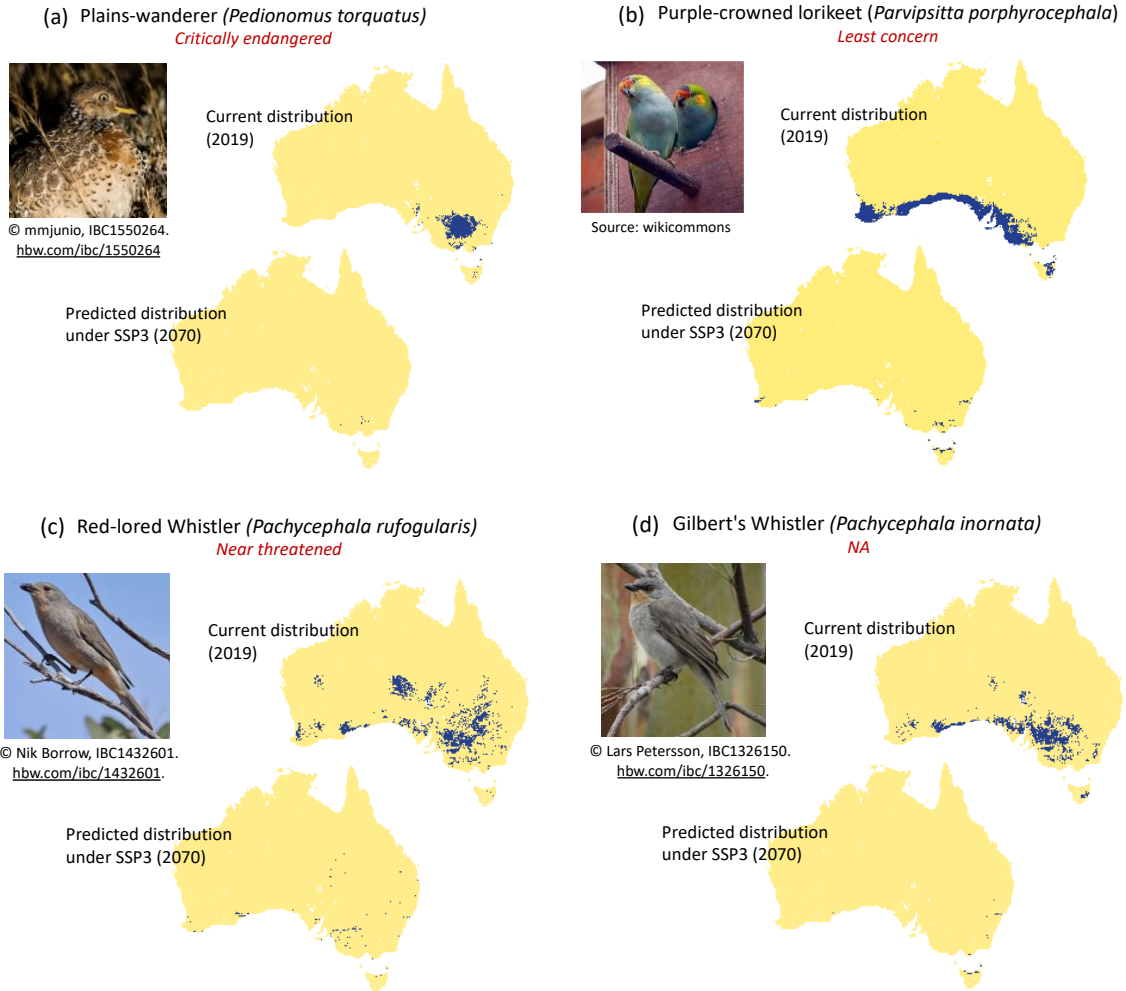 (a) Plains-wanderer (Pedionomus torquatus)
Critically endangered
Current distribution
(2019)
© mmjunio, IBC1550264.
hbw.com/ibc/1550264
Predicted distribution
under SSP3 (2070)
(b) Purple-crowned lorikeet (Parvipsitta porphyrocephala)
Least concern
Current distribution
(2019)
Source: wikicommons
Predicted distribution
under SSP3 (2070)
(c) Red-lored Whistler (Pachycephala rufogularis)
Near threatened
Current distribution
(2019)
© Nik Borrow, IBC1432601.
hbw.com/ibc/1432601.
Predicted distribution
under SSP3 (2070)
(d) Gilbert's Whistler (Pachycephala inornata)
NA
Current distribution
(2019)
© Lars Petersson, IBC1326150.
hbw.com/ibc/1326150.
Predicted distribution
under SSP3 (2070)